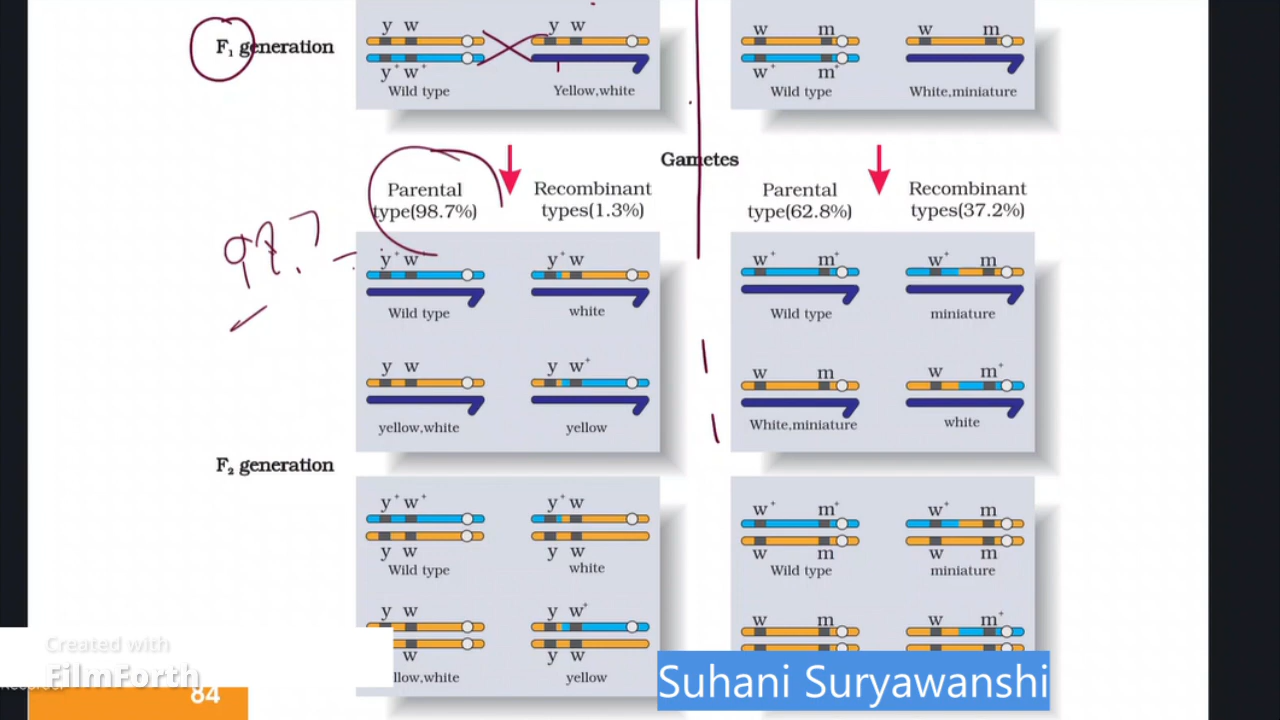 y w
y w
w m
w m
F₁ generation
y⁺ w⁺
w⁺ m⁺
Wild type
Yellow,white
Wild type
White,miniature
Gametes
Parental
type(98.7%)
Recombinant
types(1.3%)
Parental
type(62.8%)
Recombinant
types(37.2%)
98.7
y⁺ w
y⁺ w
w⁺ m⁺
w⁺ m
Wild type
white
Wild type
miniature
y w
y w⁺
w m
w m⁺
yellow,white
yellow
White,miniature
white
F₂ generation
y⁺ w⁺
y⁺ w
w⁺ m⁺
w⁺ m
y w
y w
w m
w m
Wild type
white
Wild type
miniature
y w
y w⁺
w m
w m⁺
w
y w
llow,white
yellow
Created with
FilmForth
84
Suhani Suryawanshi